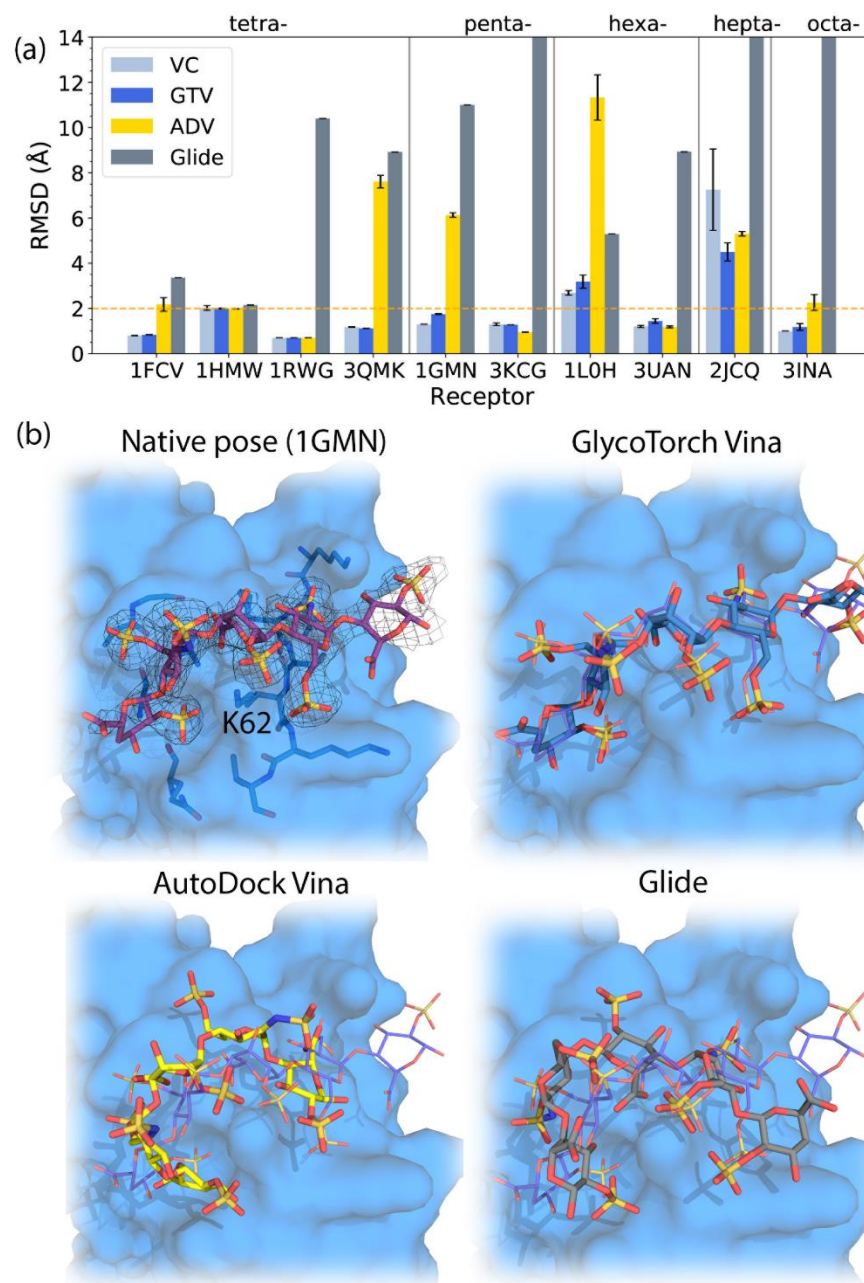 tetra- penta- hexa- hepta- octa-
(a)
14
12
10
8
6
4
2
0
RMSD (Å)
VC
GTV
ADV
Glide
1FCV 1HMW 1RWG 3QMK 1GMN 3KCG 1L0H 3UAN 2JCQ 3INA
Receptor
(b)
Native pose (1GMN) GlycoTorch Vina
K62
AutoDock Vina Glide